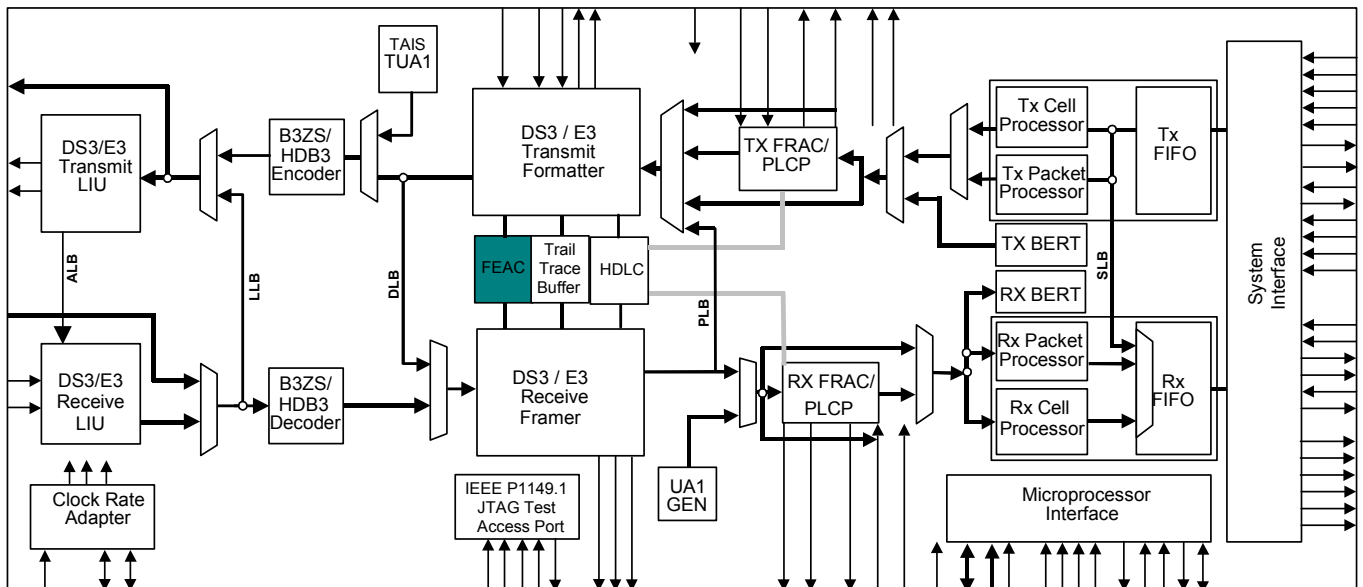 TAIS
TUA1
DS3/E3
Transmit
LIU
B3ZS/
HDB3
Encoder
DS3 / E3
Transmit
Formatter
TX FRAC/
PLCP
Tx Cell
Processor
Tx Packet
Processor
Tx
FIFO
TX BERT
RX BERT
System
Interface
ALB
LLB
DLB
FEAC
Trail
Trace
Buffer
HDLC
PLB
SLB
DS3/E3
Receive
LIU
B3ZS/
HDB3
Decoder
DS3 / E3
Receive
Framer
RX FRAC/
PLCP
Rx Packet
Processor
Rx Cell
Processor
Rx
FIFO
Clock Rate
Adapter
IEEE P1149.1
JTAG Test
Access Port
UA1
GEN
Microprocessor
Interface